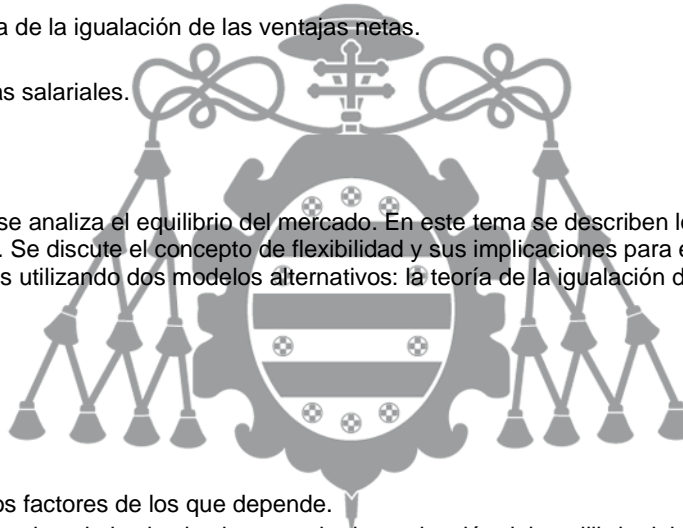 a de la igualación de las ventajas netas.
as salariales.
se analiza el equilibrio del mercado. En este tema se describen l
. Se discute el concepto de flexibilidad y sus implicaciones para e
s utilizando dos modelos alternativos: la teoría de la igualación d
os factores de los que depende.